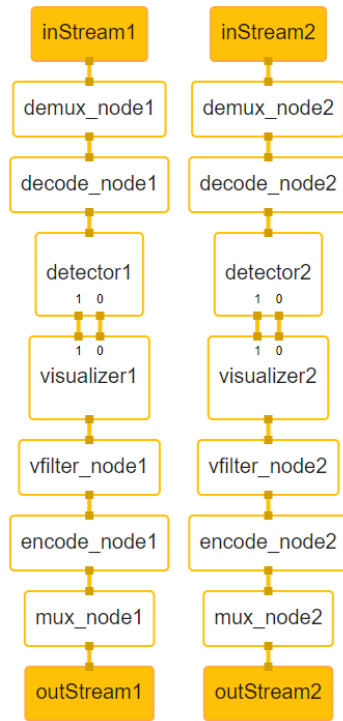 inStream1
demux_node1
decode_node1
detector1
1 0
1 0
visualizer1
vfilter_node1
encode_node1
mux_node1
outStream1
inStream2
demux_node2
decode_node2
detector2
1 0
1 0
visualizer2
vfilter_node2
encode_node2
mux_node2
outStream2